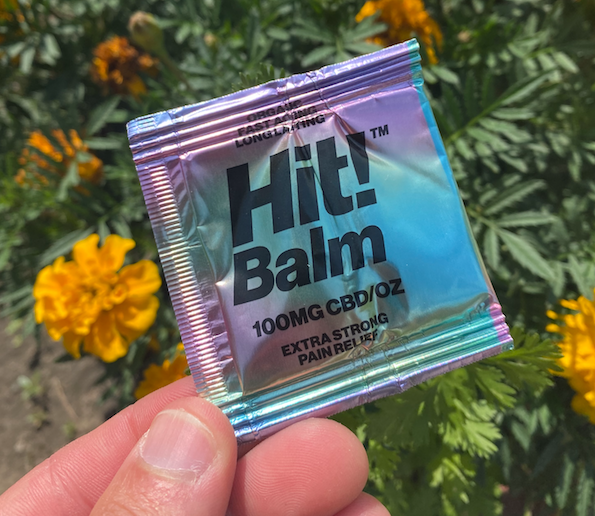 ORGANIC
FAST ACTING
LONG LASTING
Hit!™
Balm
100MG CBD/OZ
EXTRA STRONG
PAIN RELIEF